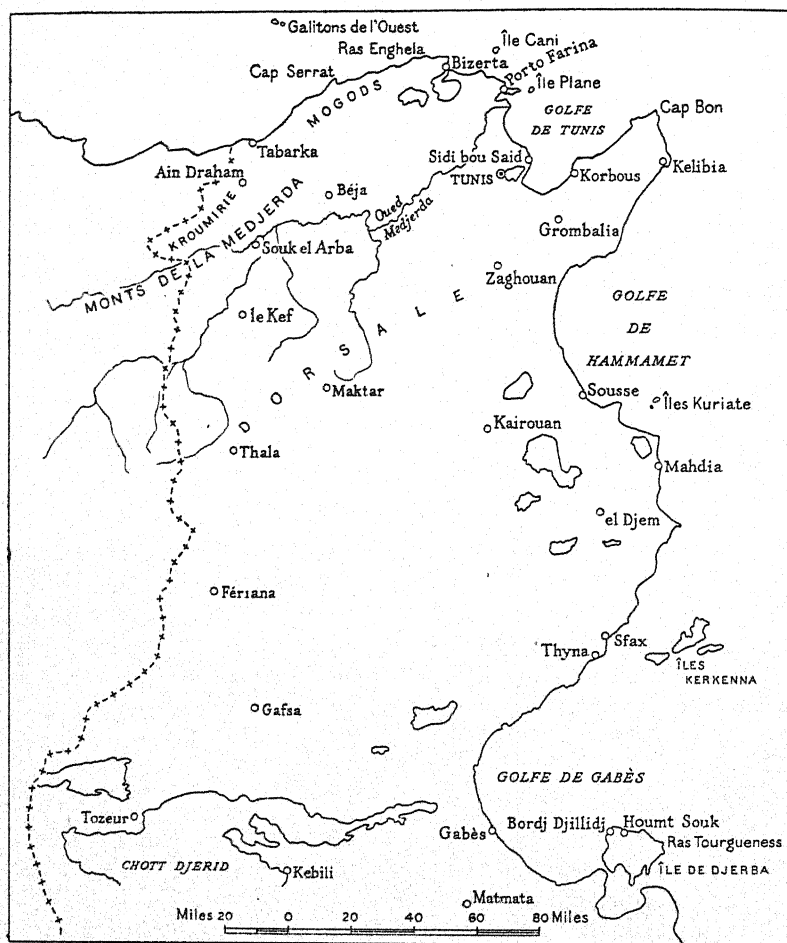 Galitons de l'Ouest
Ras Enghela
Île Cani
Bizerta
Porto Farina
Cap Serrat
Île Plane
MOGODS
GOLFE
DE TUNIS
Cap Bon
Tabarka
Sidi bou Said
Ain Draham
TUNIS
Korbous
Kelibia
Béja
KROUMIRIE
Oued
Medjerda
Grombalia
Souk el Arba
MONTS DE LA MEDJERDA
Zaghouan
GOLFE
DE
HAMMAMET
le Kef
DORSALE
Maktar
Sousse
Îles Kuriate
Kairouan
Thala
Mahdia
el Djem
Fériana
Sfax
Thyna
ÎLES
KERKENNA
Gafsa
GOLFE DE GABÈS
Tozeur
Gabès
Bordj Djillidj
Houmt Souk
Ras Tourgueness
CHOTT DJERID
Kebili
ÎLE DE DJERBA
Matmata
Miles 20 0 20 40 60 80 Miles